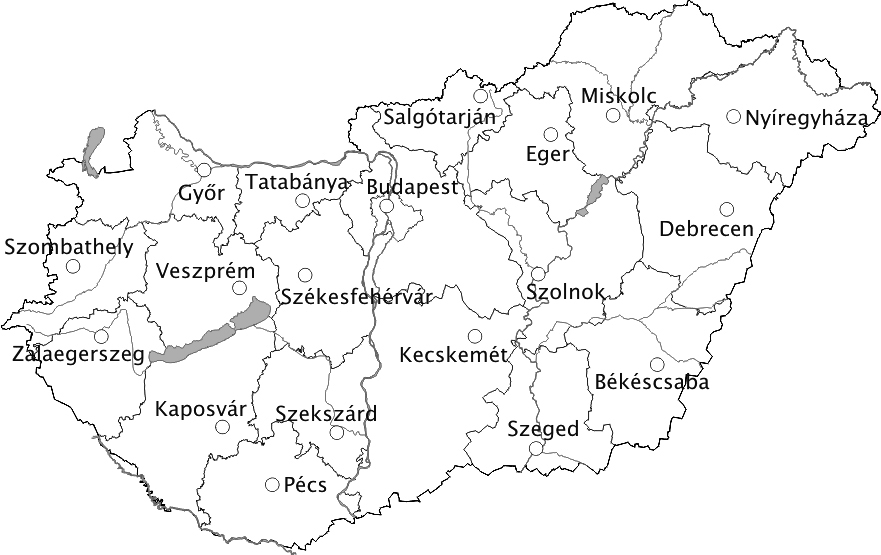 Miskolc
Salgótarján
Nyíregyháza
Eger
Tatabánya
Budapest
Győr
Debrecen
Szombathely
Veszprém
Székesfehérvár
Szolnok
Zalaegerszeg
Kecskemét
Békéscsaba
Kaposvár
Szekszárd
Szeged
Pécs